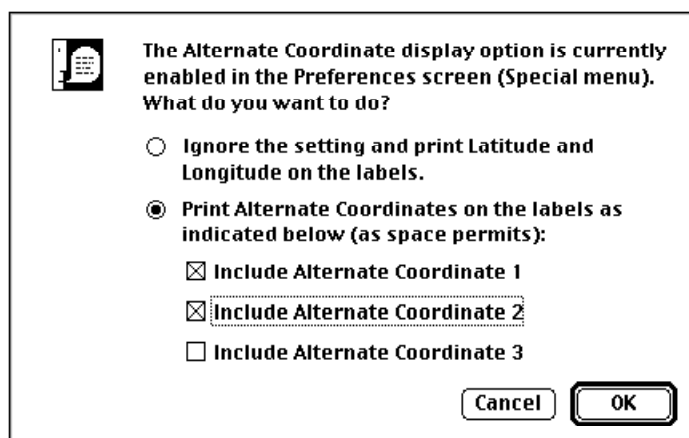 The Alternate Coordinate display option is currently
enabled in the Preferences screen (Special menu).
What do you want to do?
Ignore the setting and print Latitude and
Longitude on the labels.
Print Alternate Coordinates on the labels as
indicated below (as space permits):
Include Alternate Coordinate 1
Include Alternate Coordinate 2
Include Alternate Coordinate 3
Cancel OK